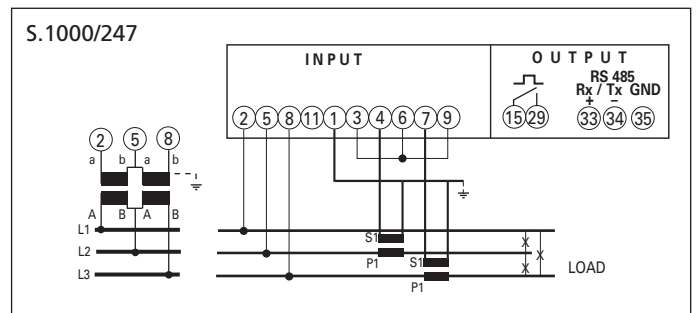 S.1000/247
INPUT
OUTPUT
RS 485
Rx / Tx GND
+ −
2 5 8 11 1 3 4 6 7 9
15 29 33 34 35
2 5 8
a b a b
A B A B
L1
L2
L3
S1
P1
S1
P1
X
X
X
LOAD